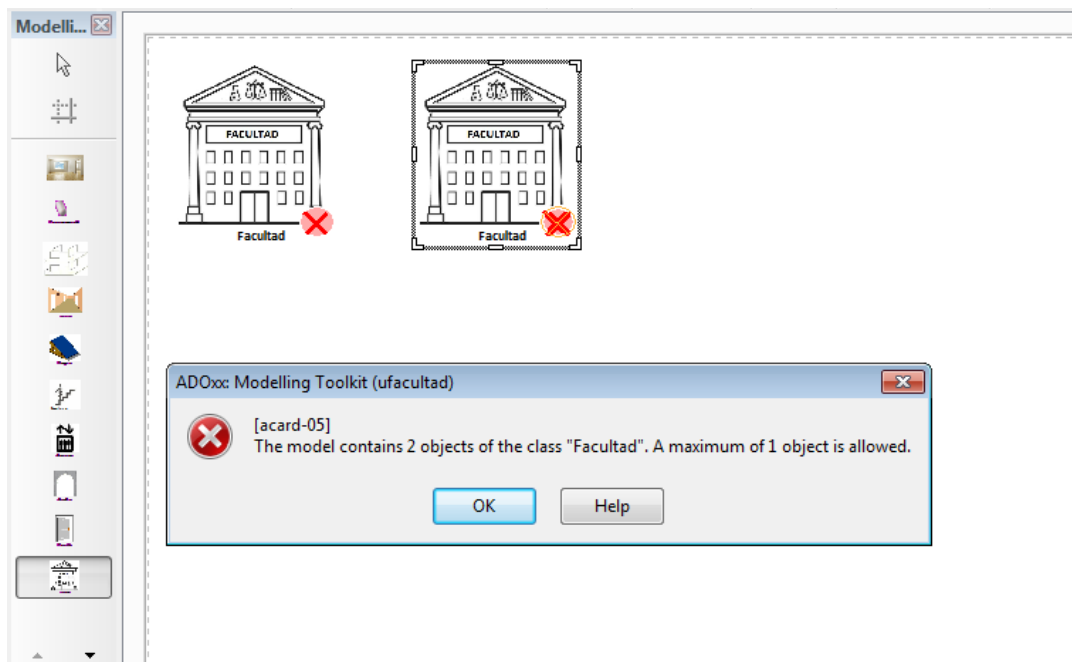 Modelli...
FACULTAD
Facultad
FACULTAD
Facultad
ADOxx: Modelling Toolkit (ufacultad)
[acard-05]
The model contains 2 objects of the class "Facultad". A maximum of 1 object is allowed.
OK
Help